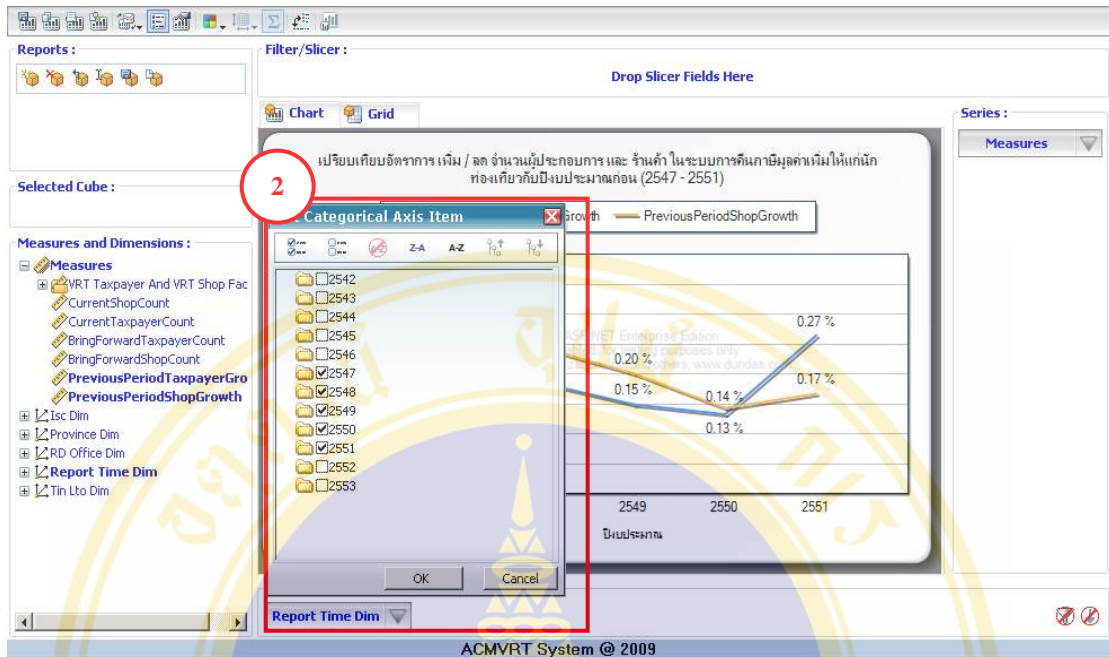 Reports :
Filter/Slicer :
Drop Slicer Fields Here
Chart
Grid
Series :
Measures
เปรียบเทียบอัตราการ เพิ่ม / ลด จำนวนผู้ประกอบการ และ ร้านค้า ในระบบการคืนภาษีมูลค่าเพิ่มให้แก่นัก
ท่องเที่ยวกับปีงบประมาณก่อน (2547 - 2551)
Selected Cube :
2
Categorical Axis Item
Growth
PreviousPeriodShopGrowth
Z-A
A-Z
Measures and Dimensions :
Measures
VRT Taxpayer And VRT Shop Fac
CurrentShopCount
CurrentTaxpayerCount
BringForwardTaxpayerCount
BringForwardShopCount
PreviousPeriodTaxpayerGro
PreviousPeriodShopGrowth
Isc Dim
Province Dim
RD Office Dim
Report Time Dim
Tin Lto Dim
2542
2543
2544
2545
2546
2547
2548
2549
2550
2551
2552
2553
ASP.NET Enterprise Edition
0.20 %
0.15 %
0.14 %
0.13 %
0.27 %
0.17 %
2549
2550
2551
ปีงบประมาณ
OK
Cancel
Report Time Dim
ACMVRT System @ 2009